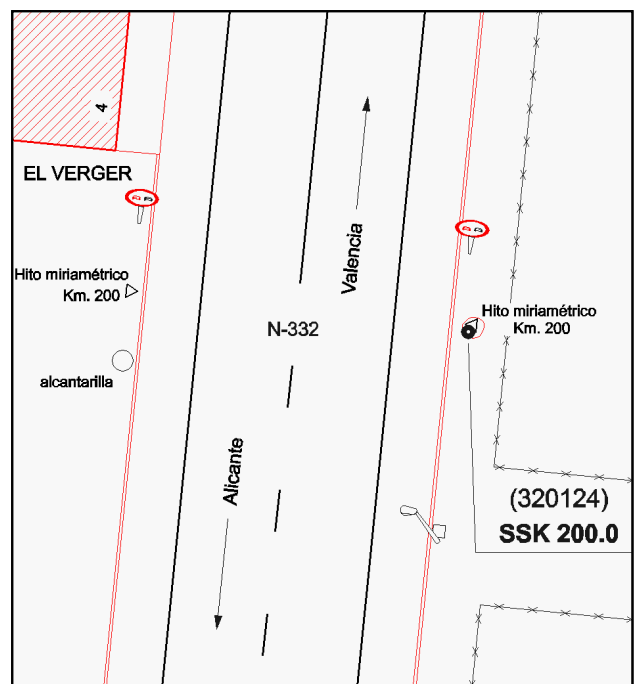 4
EL VERGER
Hito miriamétrico
Km. 200
alcantarilla
Valencia
N-332
Alicante
Hito miriamétrico
Km. 200
(320124)
SSK 200.0